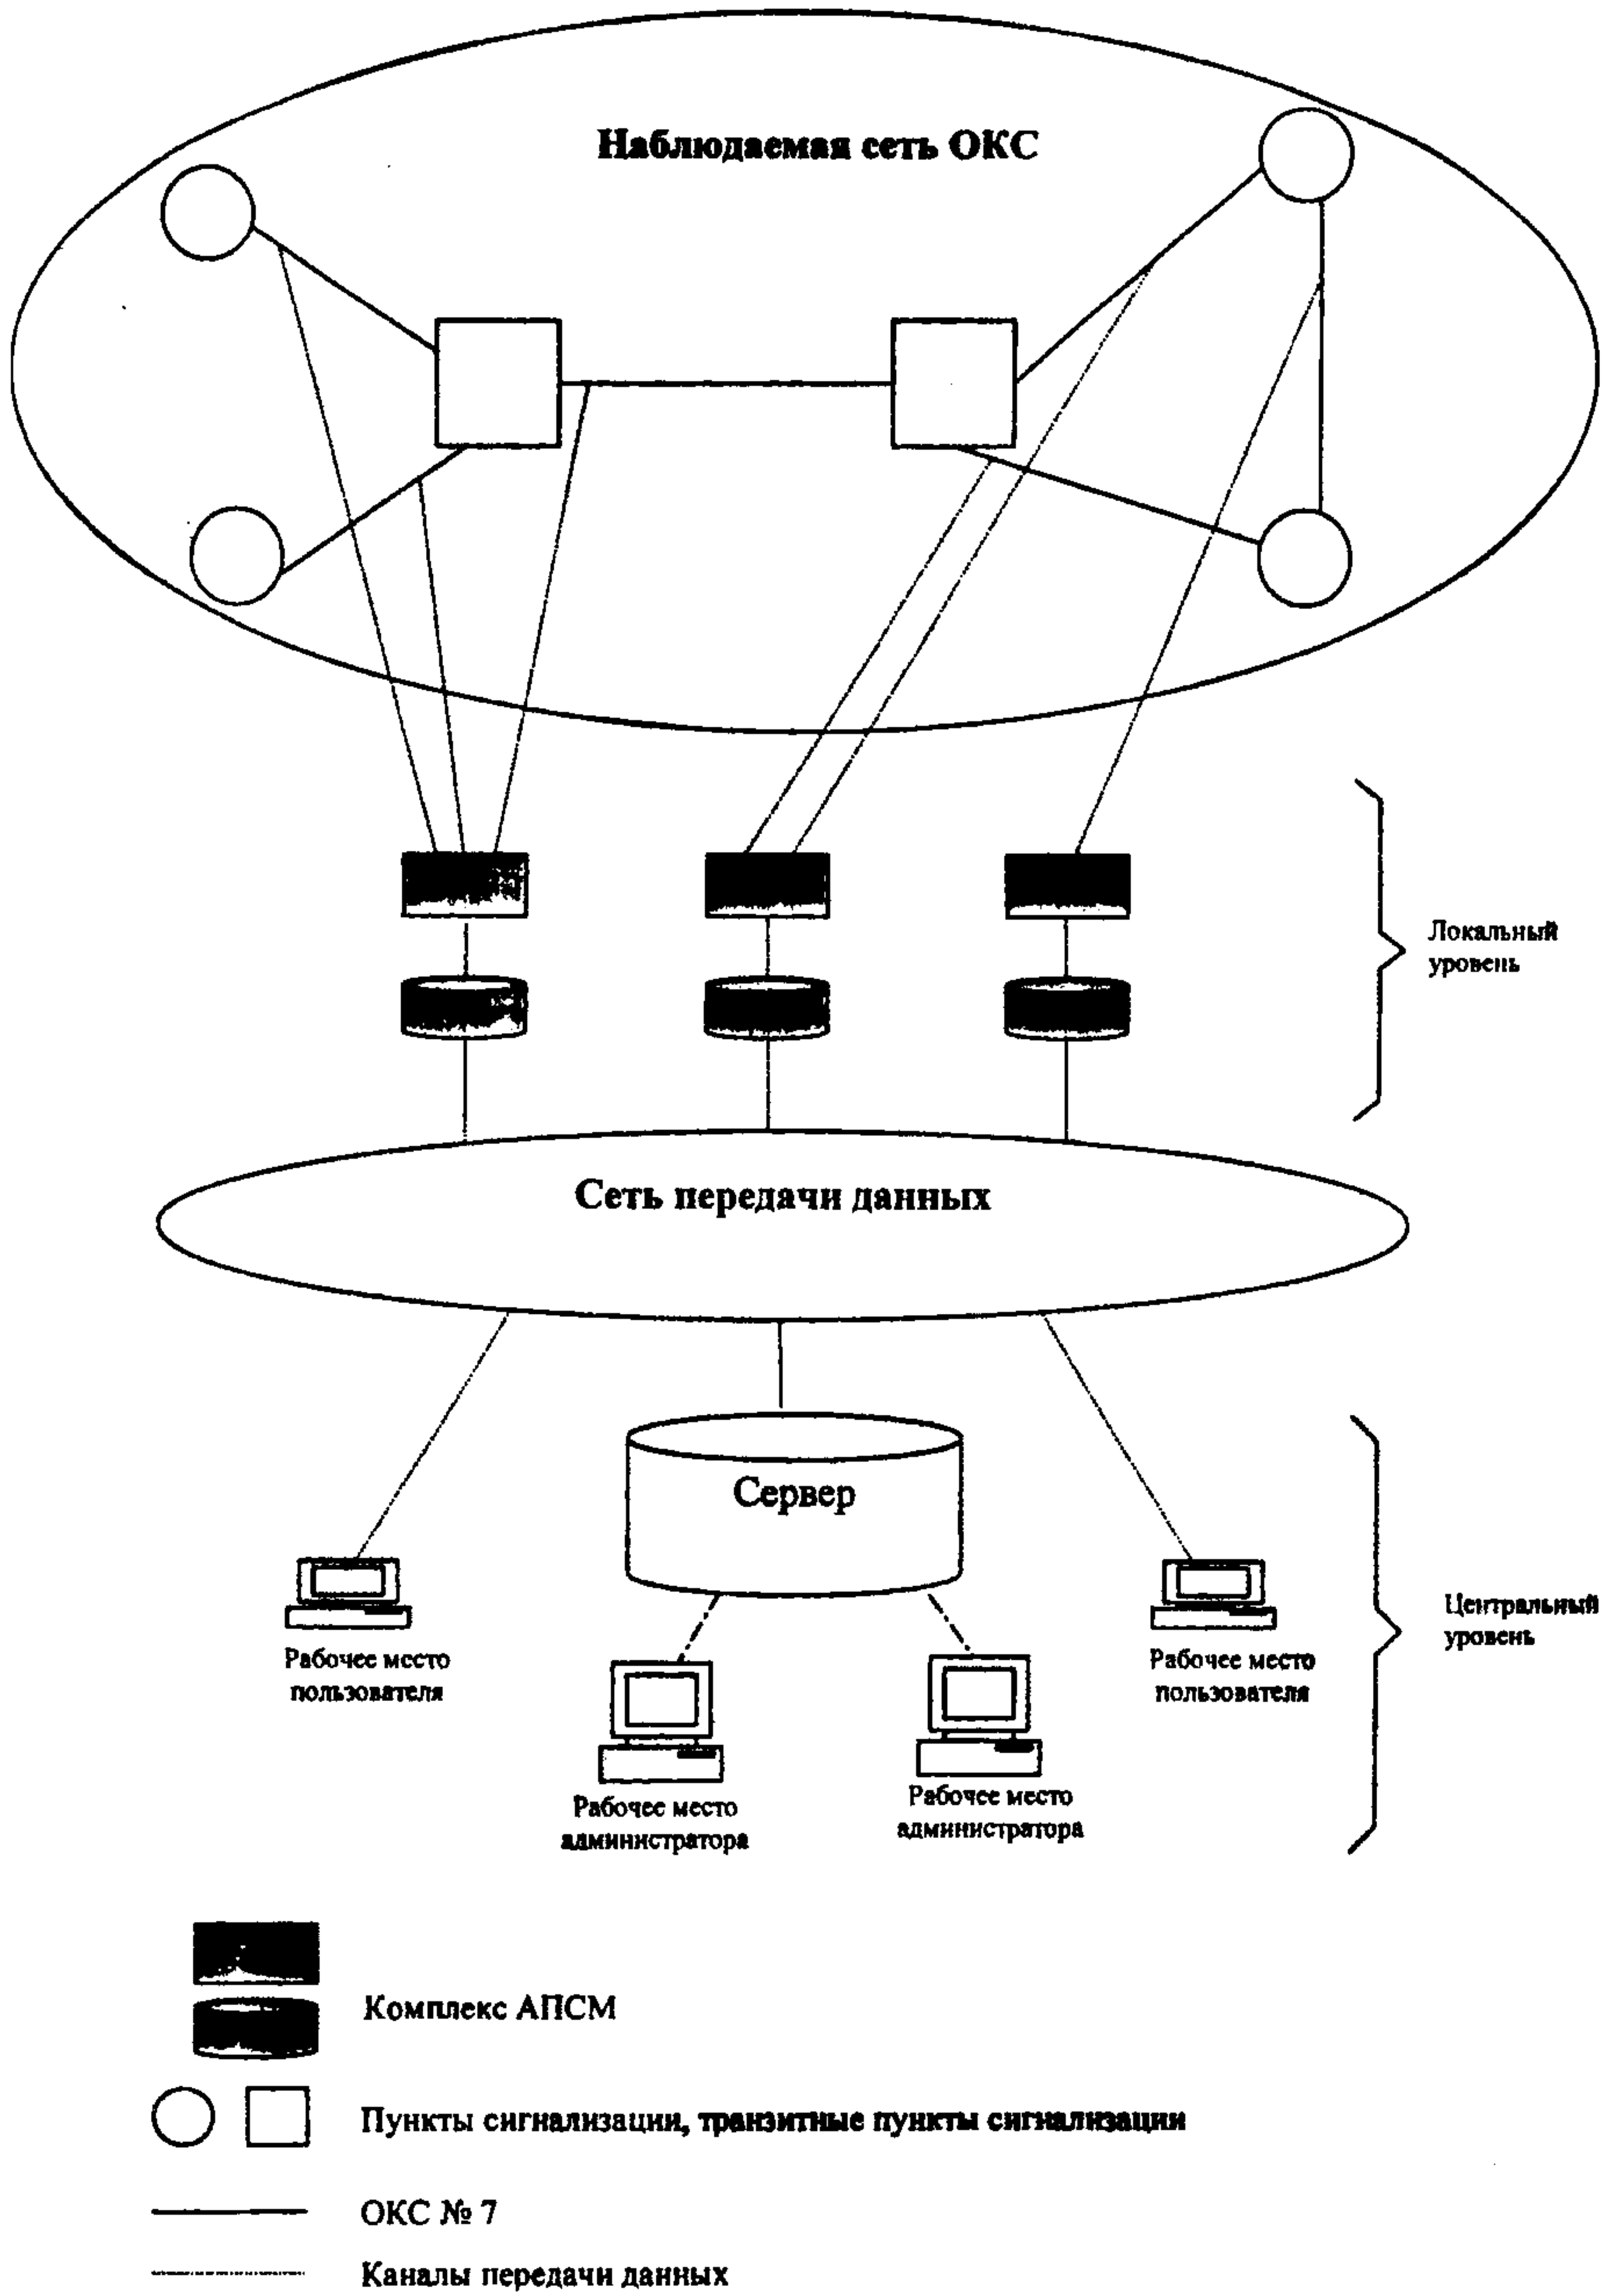 Наблюдаемая сеть ОКС
Локальный
уровень
Сеть передачи данных
Сервер
Центральный
уровень
Рабочее место
пользователя
Рабочее место
пользователя
Рабочее место
администратора
Рабочее место
администратора
Комплекс АПСМ
Пункты сигнализации, транзитные пункты сигнализации
ОКС № 7
Каналы передачи данных